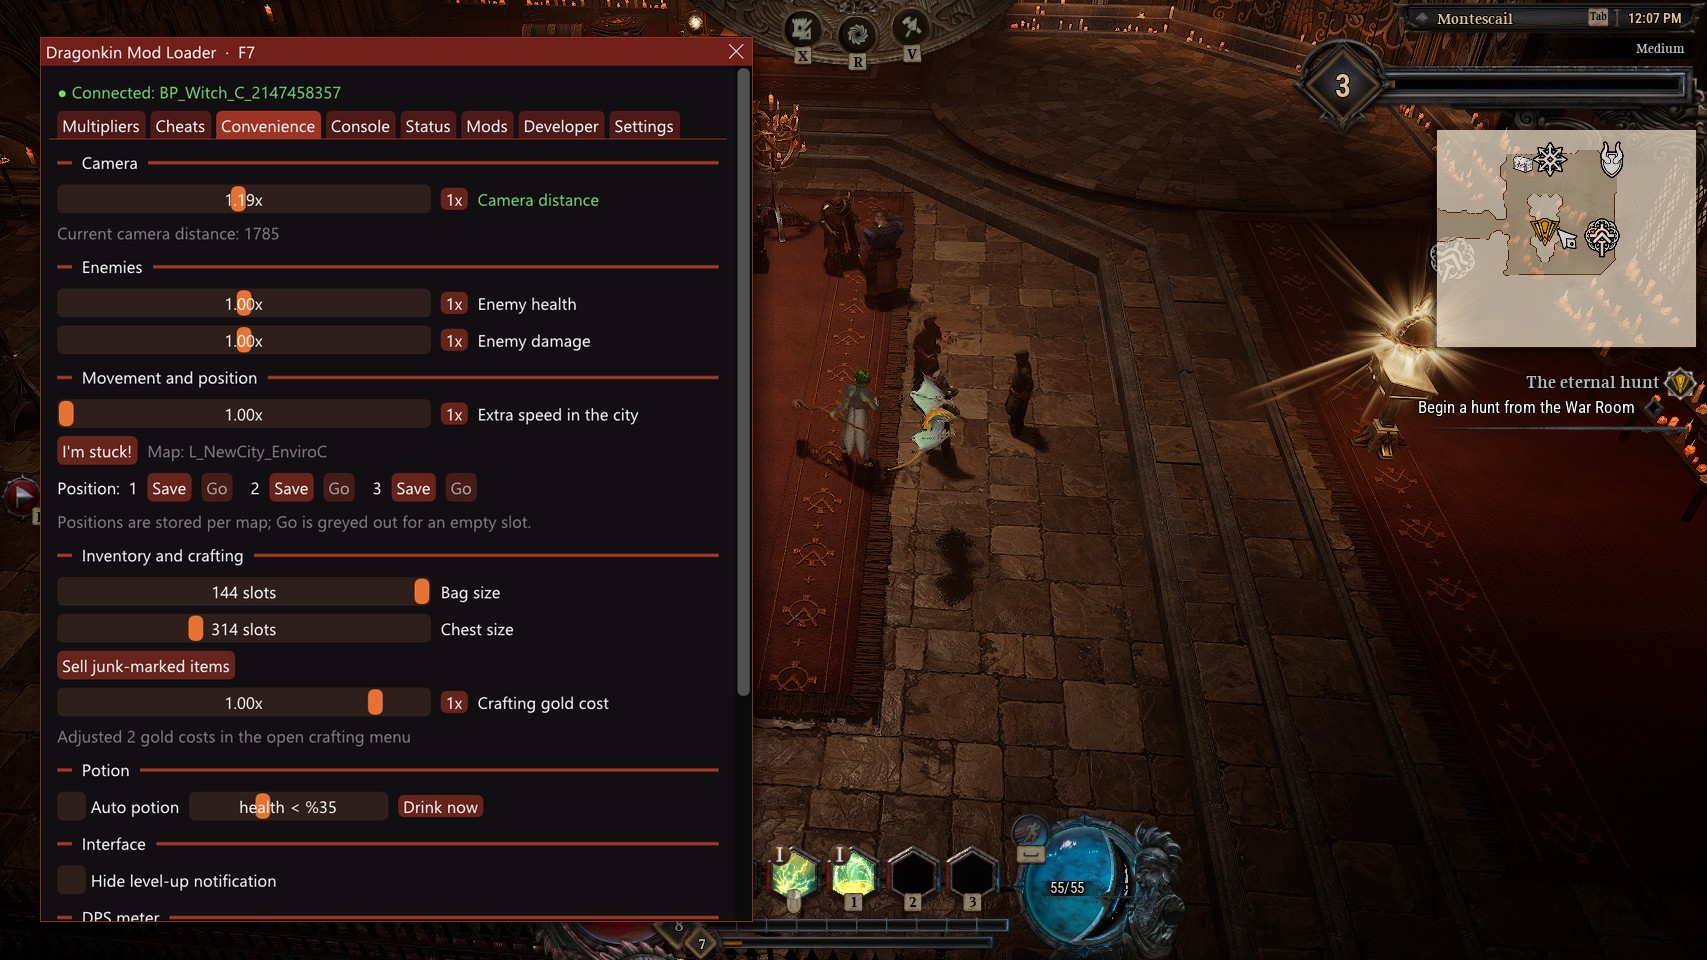 Dragonkin Mod Loader · F7
● Connected: BP_Witch_C_2147458357
Multipliers Cheats Convenience Console Status Mods Developer Settings
Camera
1.19x 1x Camera distance
Current camera distance: 1785
Enemies
1.00x 1x Enemy health
1.00x 1x Enemy damage
Movement and position
1.00x 1x Extra speed in the city
I'm stuck! Map: L_NewCity_EnviroC
Position: 1 Save Go 2 Save Go 3 Save Go
Positions are stored per map; Go is greyed out for an empty slot.
Inventory and crafting
144 slots Bag size
314 slots Chest size
Sell junk-marked items
1.00x 1x Crafting gold cost
Adjusted 2 gold costs in the open crafting menu
Potion
Auto potion health < %35 Drink now
Interface
Hide level-up notification
DPS meter
X R V
Montescail Tab 12:07 PM
Medium
3
The eternal hunt
Begin a hunt from the War Room
I I
1 2 3
55/55
8
7